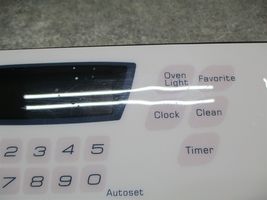 Oven Light
Favorite
Clock
Clean
Timer
2 3 4 5
7 8 9 0
Autoset